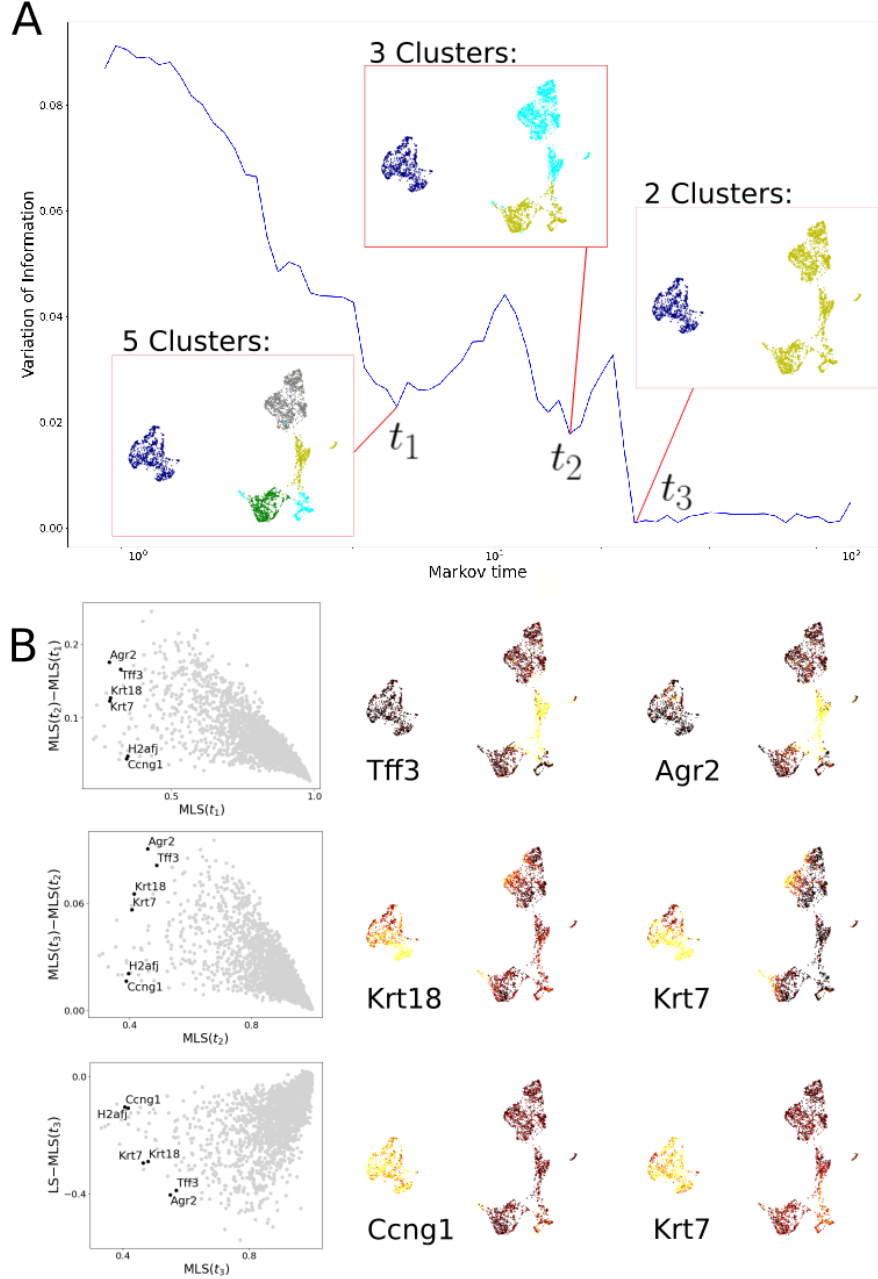 A
3 Clusters:
2 Clusters:
5 Clusters:
t1
t2
t3
Variation of Information
0.08
0.06
0.04
0.02
0.00
10⁰
10¹
10²
Markov time
B
MLS(t₂)−MLS(t₁)
0.2
0.1
Agr2
Tff3
Krt18
Krt7
H2afj
Ccng1
0.5
1.0
MLS(t₁)
Tff3
Agr2
MLS(t₃)−MLS(t₂)
0.06
0.00
Agr2
Tff3
Krt18
Krt7
H2afj
Ccng1
0.4
0.8
MLS(t₂)
Krt18
Krt7
LS−MLS(t₃)
0.0
−0.4
Ccng1
H2afj
Krt7 Krt18
Tff3
Agr2
0.4
0.8
MLS(t₃)
Ccng1
Krt7